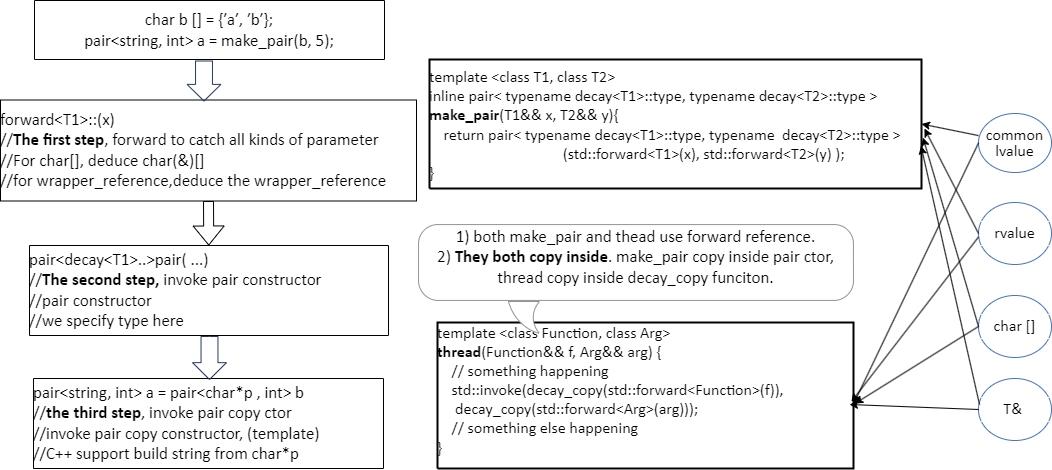 char b [] = {’a’, ’b’};
pair<string, int> a = make_pair(b, 5);
forward<T1>::(x)
//The first step, forward to catch all kinds of parameter
//For char[], deduce char(&)[]
//for wrapper_reference,deduce the wrapper_reference
pair<decay<T1>..>pair( ...)
//The second step, invoke pair constructor
//pair constructor
//we specify type here
pair<string, int> a = pair<char*p , int> b
//the third step, invoke pair copy ctor
//invoke pair copy constructor, (template)
//C++ support build string from char*p
template <class T1, class T2>
inline pair< typename decay<T1>::type, typename decay<T2>::type >
make_pair(T1&& x, T2&& y){
return pair< typename decay<T1>::type, typename  decay<T2>::type >
(std::forward<T1>(x), std::forward<T2>(y) );
}
1) both make_pair and thead use forward reference.
2) They both copy inside. make_pair copy inside pair ctor,
thread copy inside decay_copy funciton.
template <class Function, class Arg>
thread(Function&& f, Arg&& arg) {
// something happening
std::invoke(decay_copy(std::forward<Function>(f)),
decay_copy(std::forward<Arg>(arg)));
// something else happening
}
common
lvalue
rvalue
char []
T&